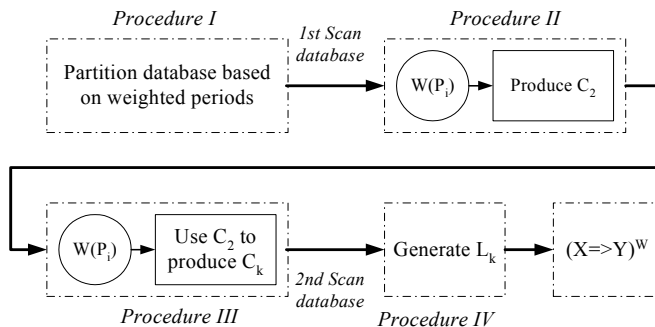 Procedure I
Procedure II
1st Scan
database
Partition database based
on weighted periods
W(Pi)
Produce C2
W(Pi)
Use C2 to
produce Ck
2nd Scan
database
Generate Lk
(X=>Y)W
Procedure III
Procedure IV